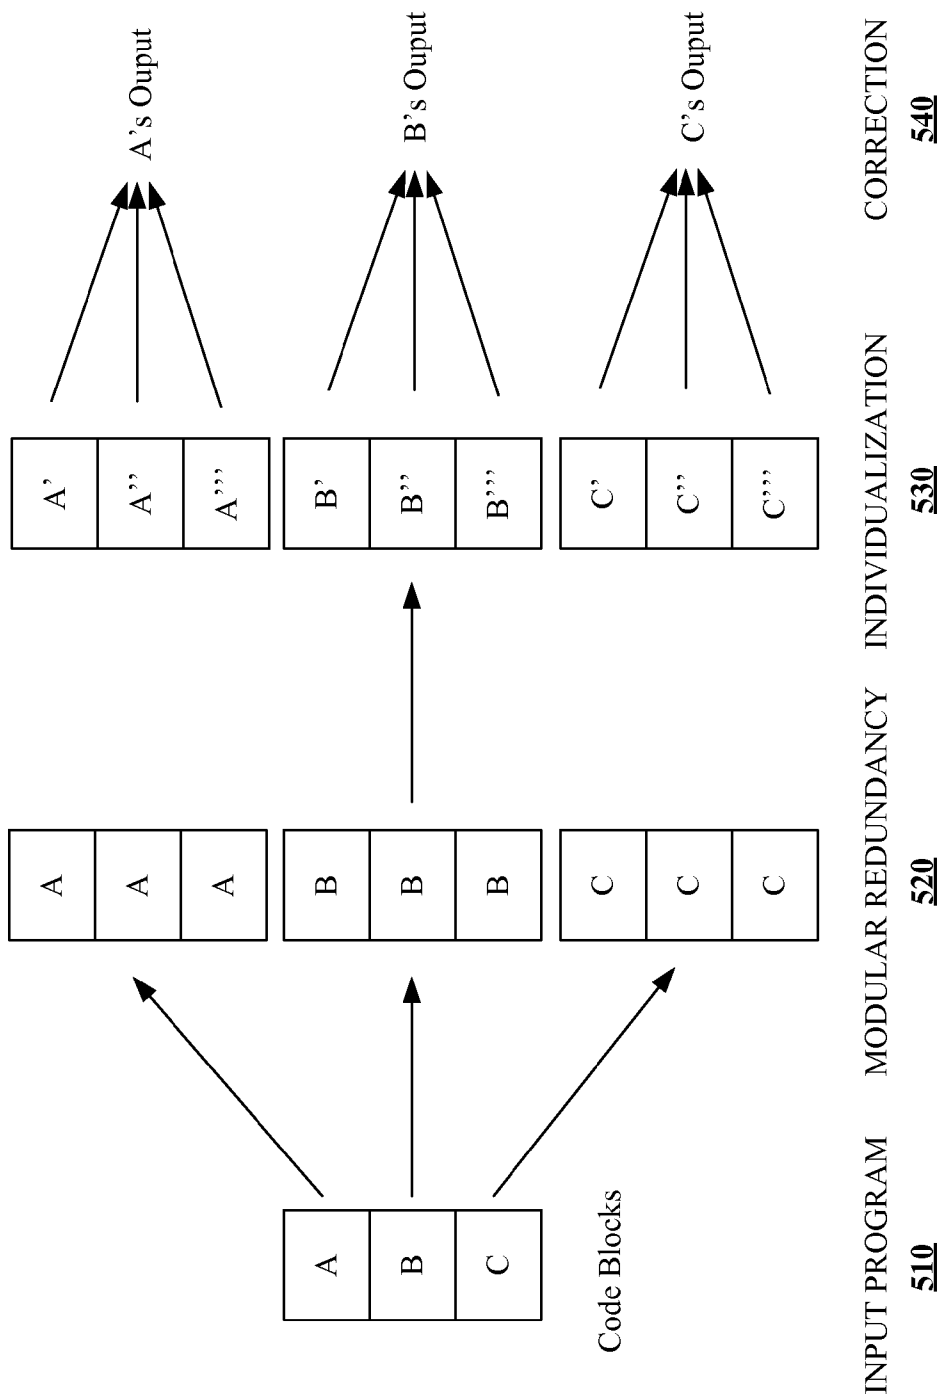 A
B
C
Code Blocks
A
A
A
B
B
B
C
C
C
A'
A''
A'''
B'
B''
B'''
C'
C''
C'''
A's Ouput
B's Ouput
C's Ouput
INPUT PROGRAM MODULAR REDUNDANCY INDIVIDUALIZATION CORRECTION
510 520 530 540